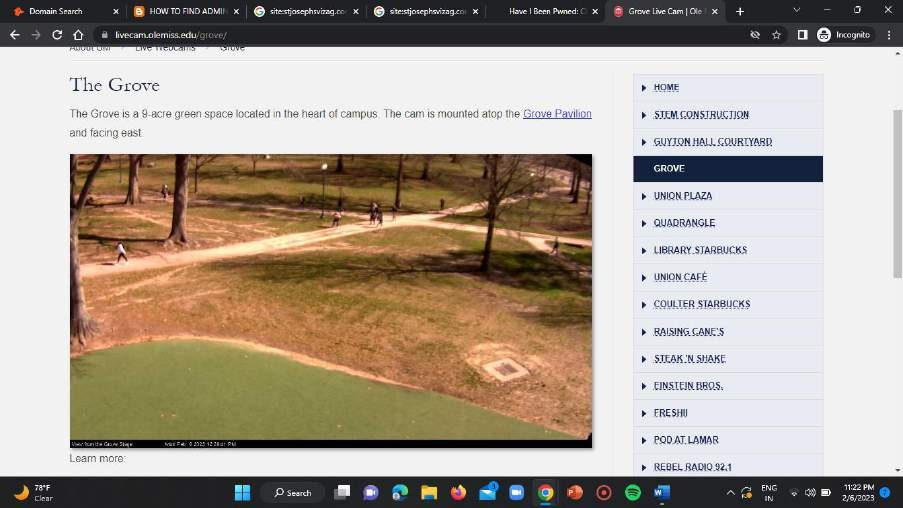 Domain Search
HOW TO FIND ADMIN
site:stjosephsvizag.co
site:stjosephsvizag.co
Have I Been Pwned: C
Grove Live Cam | Ole M
livecam.olemiss.edu/grove/
Incognito
About UM / Live Webcams / Grove
The Grove
The Grove is a 9-acre green space located in the heart of campus. The cam is mounted atop the Grove Pavilion
and facing east.
View from the Grove Stage
Learn more:
HOME
STEM CONSTRUCTION
GUYTON HALL COURTYARD
GROVE
UNION PLAZA
QUADRANGLE
LIBRARY STARBUCKS
UNION CAFÉ
COULTER STARBUCKS
RAISING CANE'S
STEAK 'N SHAKE
EINSTEIN BROS.
FRESHII
POD AT LAMAR
REBEL RADIO 92.1
78°F
Clear
Search
ENG
IN
11:22 PM
2/6/2023